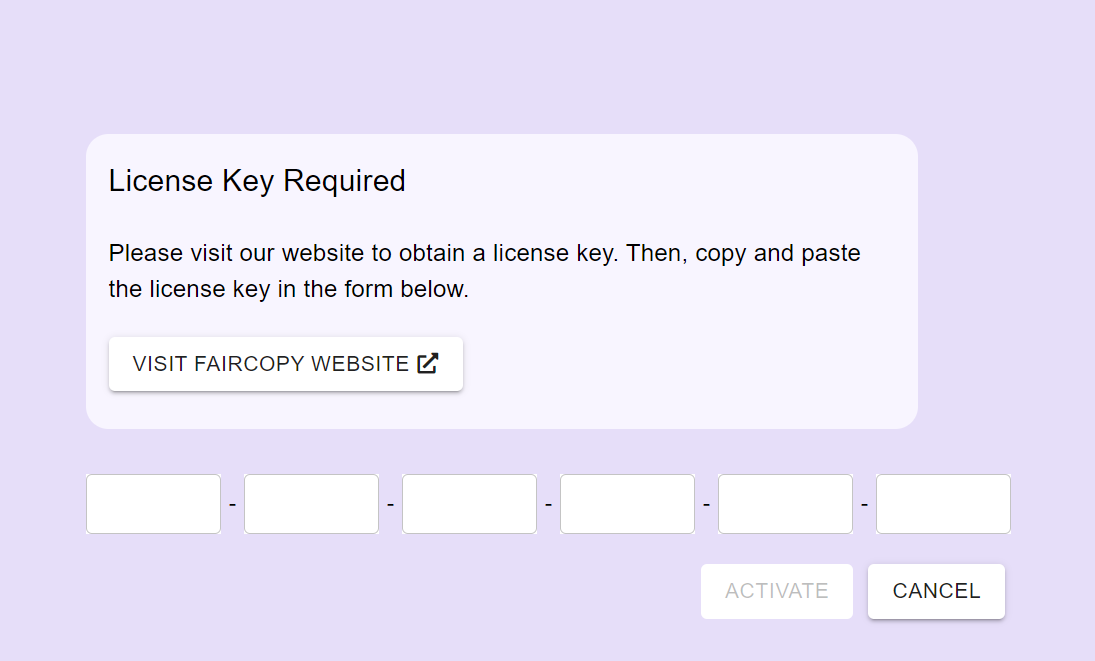 License Key Required
Please visit our website to obtain a license key. Then, copy and paste
the license key in the form below.
VISIT FAIRCOPY WEBSITE
- - - - -
ACTIVATE CANCEL